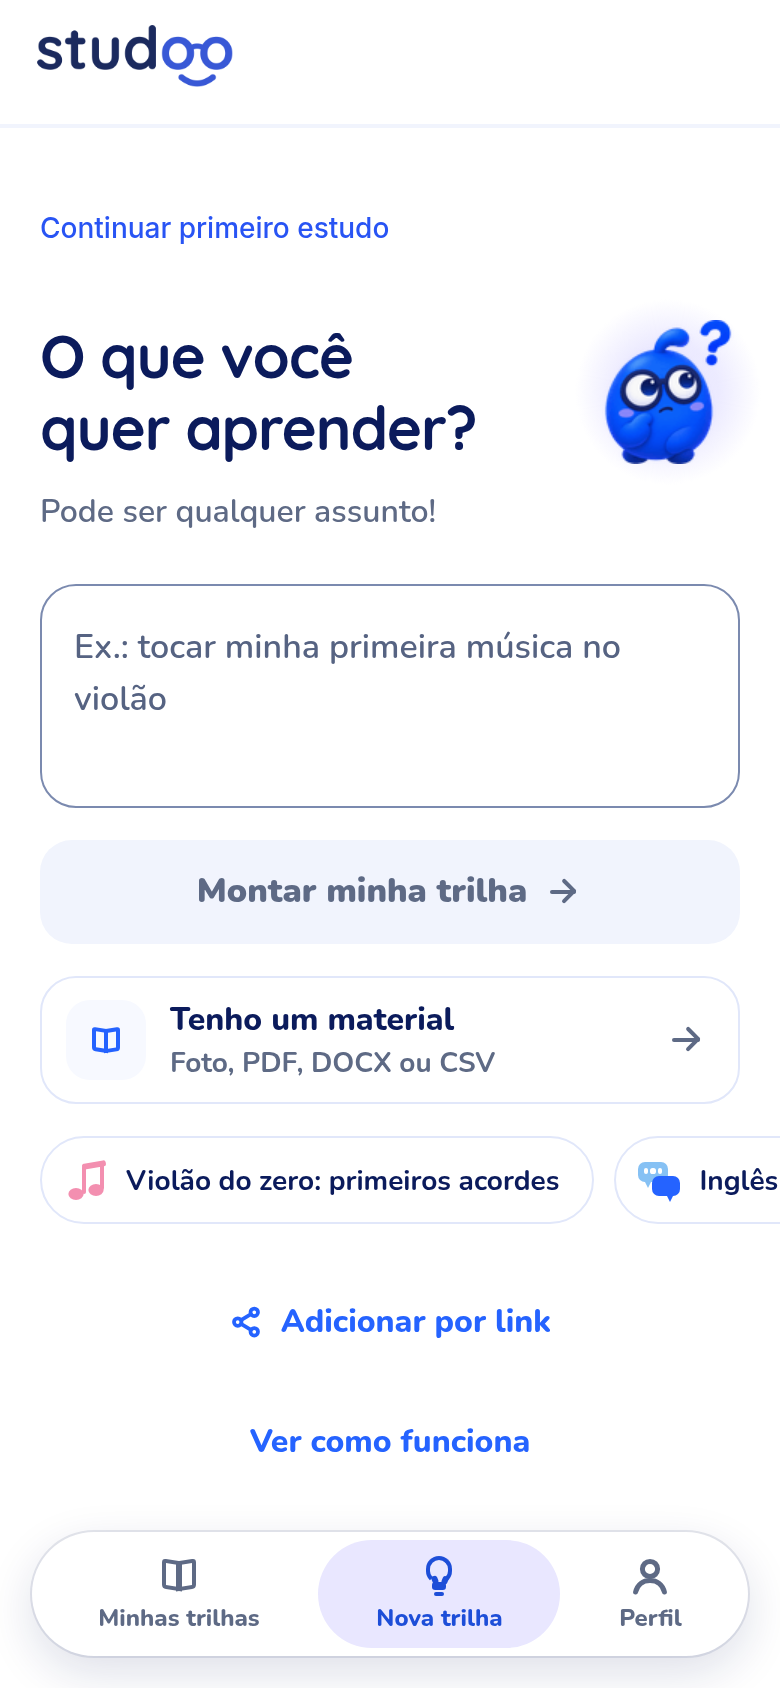 studoo
Continuar primeiro estudo
O que você
quer aprender?
?
Pode ser qualquer assunto!
Ex.: tocar minha primeira música no
violão
Montar minha trilha →
Tenho um material
Foto, PDF, DOCX ou CSV
→
Violão do zero: primeiros acordes
Inglês
Adicionar por link
Ver como funciona
Minhas trilhas
Nova trilha
Perfil